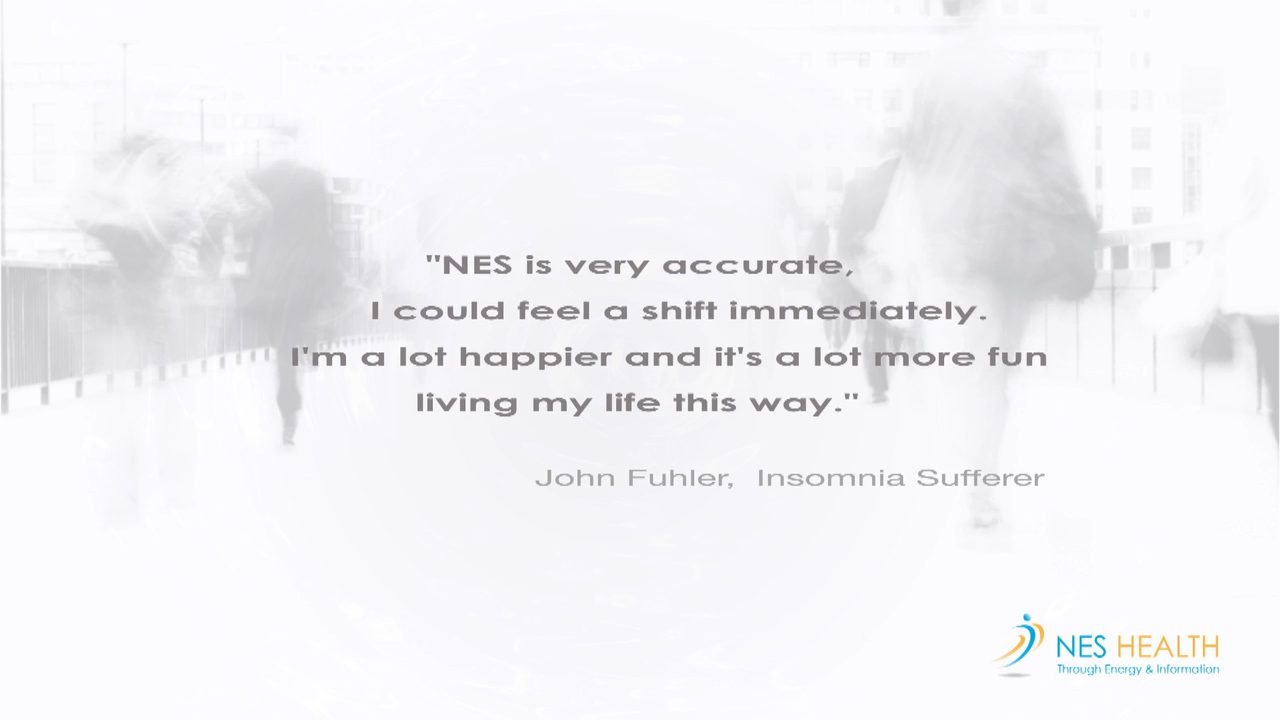 "NES is very accurate,
I could feel a shift immediately.
I'm a lot happier and it's a lot more fun
living my life this way."
John Fuhler, Insomnia Sufferer
NES HEALTH
Through Energy & Information